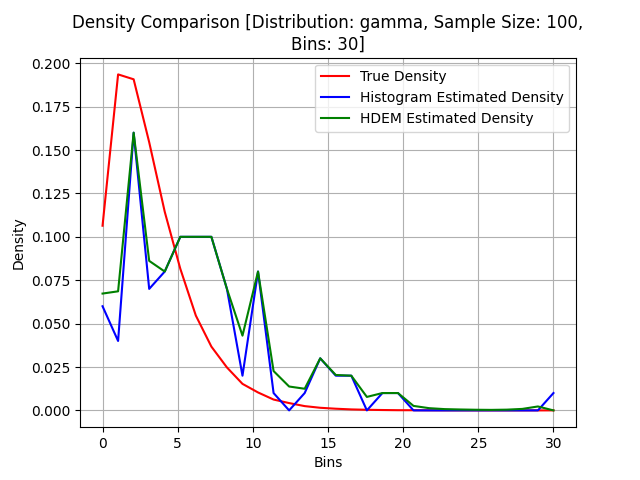 Density Comparison [Distribution: gamma, Sample Size: 100,
Bins: 30]
True Density
Histogram Estimated Density
HDEM Estimated Density
Density
0.200
0.175
0.150
0.125
0.100
0.075
0.050
0.025
0.000
0 5 10 15 20 25 30
Bins